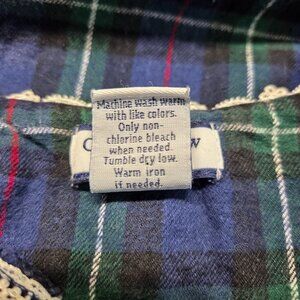 Machine wash warm
with like colors.
Only non-
chlorine bleach
when needed.
Tumble dry low.
Warm iron
if needed.